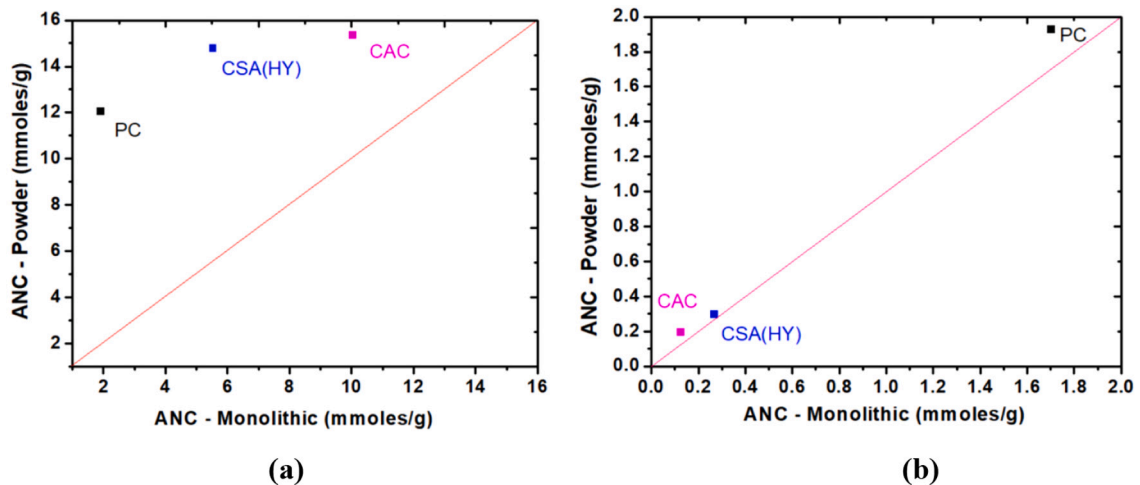 16
14
12
10
8
6
4
2
ANC - Powder (mmoles/g)
PC
CSA(HY)
CAC
2 4 6 8 10 12 14 16
ANC - Monolithic (mmoles/g)
(a)
2.0
1.8
1.6
1.4
1.2
1.0
0.8
0.6
0.4
0.2
0.0
ANC - Powder (mmoles/g)
PC
CAC
CSA(HY)
0.0 0.2 0.4 0.6 0.8 1.0 1.2 1.4 1.6 1.8 2.0
ANC - Monolithic (mmoles/g)
(b)